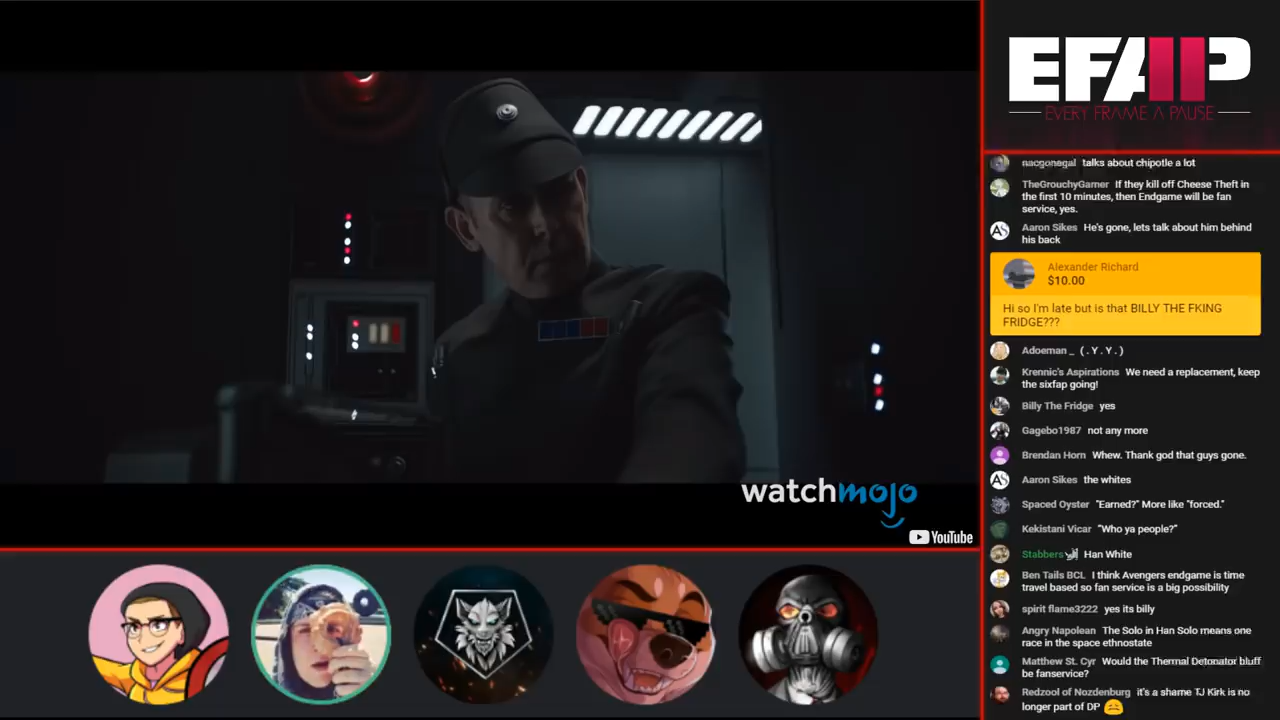 EFAP
EVERY FRAME A PAUSE
nacgonagal talks about chipotle a lot
TheGrouchyGamer If they kill off Cheese Theft in
the first 10 minutes, then Endgame will be fan
service, yes.
AS
Aaron Sikes He's gone, lets talk about him behind
his back
Alexander Richard
$10.00
Hi so I'm late but is that BILLY THE FKING
FRIDGE???
Adoeman _ ( . Y . Y . )
Krennic's Aspirations We need a replacement, keep
the sixfap going!
Billy The Fridge yes
Gagebo1987 not any more
Brendan Horn Whew. Thank god that guys gone.
AS
Aaron Sikes the whites
Spaced Oyster "Earned?" More like "forced."
Kekistani Vicar "Who ya people?"
Stabbers Han White
Ben Tails BCL I think Avengers endgame is time
travel based so fan service is a big possibility
spirit flame3222 yes its billy
Angry Napolean The Solo in Han Solo means one
race in the space ethnostate
Matthew St. Cyr Would the Thermal Detonator bluff
be fanservice?
Redzool of Nozdenburg it's a shame TJ Kirk is no
longer part of DP
watchmojo
YouTube